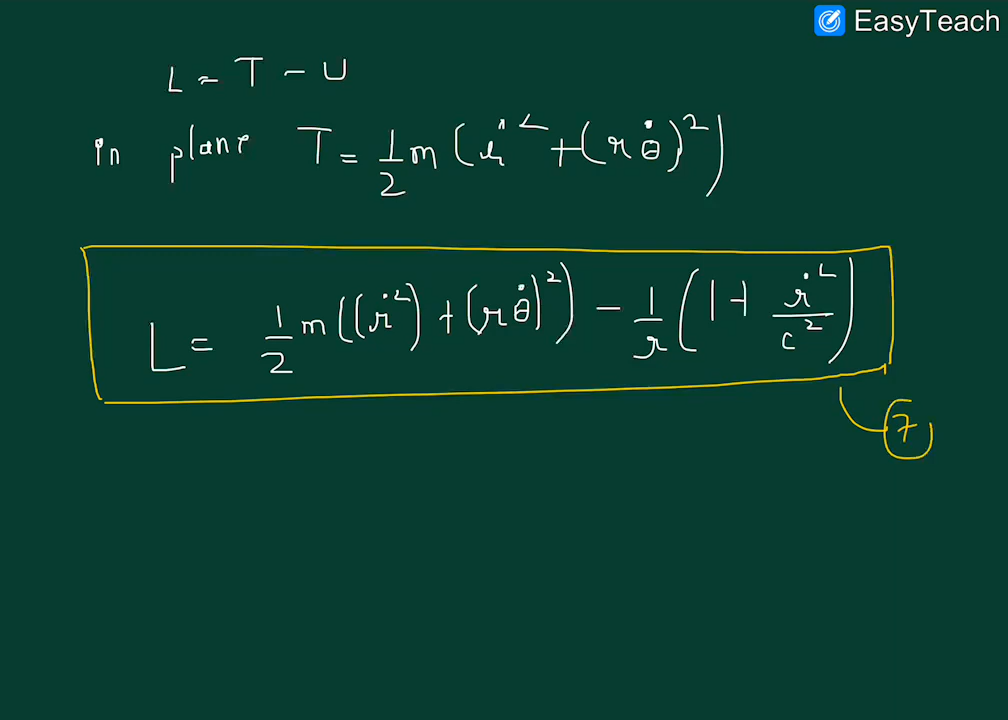 EasyTeach
L = T - U
in plane T = 1/2 m (ṙ² + (rθ̇)²)
L = 1/2 m((ṙ²) + (rθ̇)²) - 1/r (1 + ṙ²/c²)
7